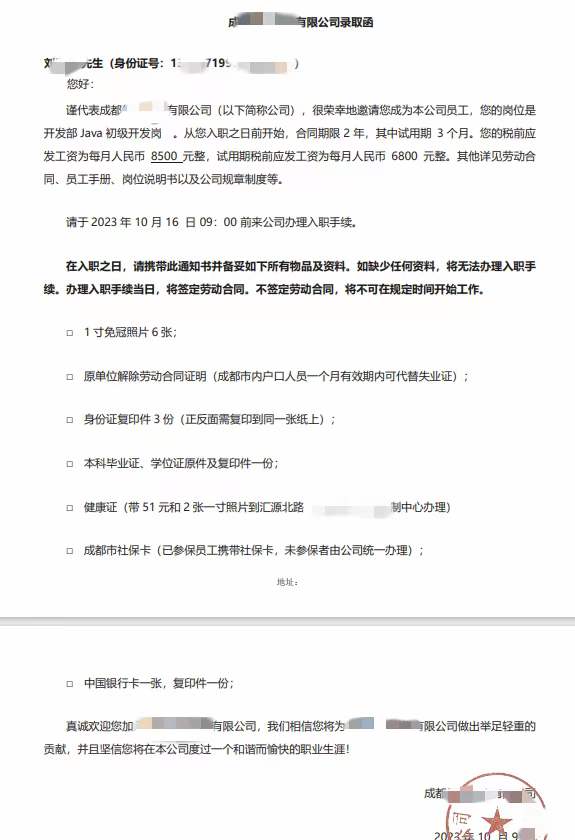 成 有限公司录取函
刘 先生（身份证号：1 719 ）
您好：
谨代表成都 有限公司（以下简称公司），很荣幸地邀请您成为本公司员工，您的岗位是
开发部 Java 初级开发岗 。从您入职之日前开始，合同期限 2 年，其中试用期 3 个月。您的税前应
发工资为每月人民币 8500 元整，试用期税前应发工资为每月人民币 6800 元整。其他详见劳动合
同、员工手册、岗位说明书以及公司规章制度等。
请于 2023 年 10 月 16 日 09：00 前来公司办理入职手续。
在入职之日，请携带此通知书并备妥如下所有物品及资料。如缺少任何资料，将无法办理入职手
续。办理入职手续当日，将签定劳动合同。不签定劳动合同，将不可在规定时间开始工作。
□ 1 寸免冠照片 6 张；
□ 原单位解除劳动合同证明（成都市内户口人员一个月有效期内可代替失业证）；
□ 身份证复印件 3 份（正反面需复印到同一张纸上）；
□ 本科毕业证、学位证原件及复印件一份；
□ 健康证（带 51 元和 2 张一寸照片到汇源北路 制中心办理）
□ 成都市社保卡（已参保员工携带社保卡，未参保者由公司统一办理）；
地址：
□ 中国银行卡一张，复印件一份；
真诚欢迎您加 有限公司，我们相信您将为 有限公司做出举足轻重的
贡献，并且坚信您将在本公司度过一个和谐而愉快的职业生涯！
成都 司
2023 年 10 月 9